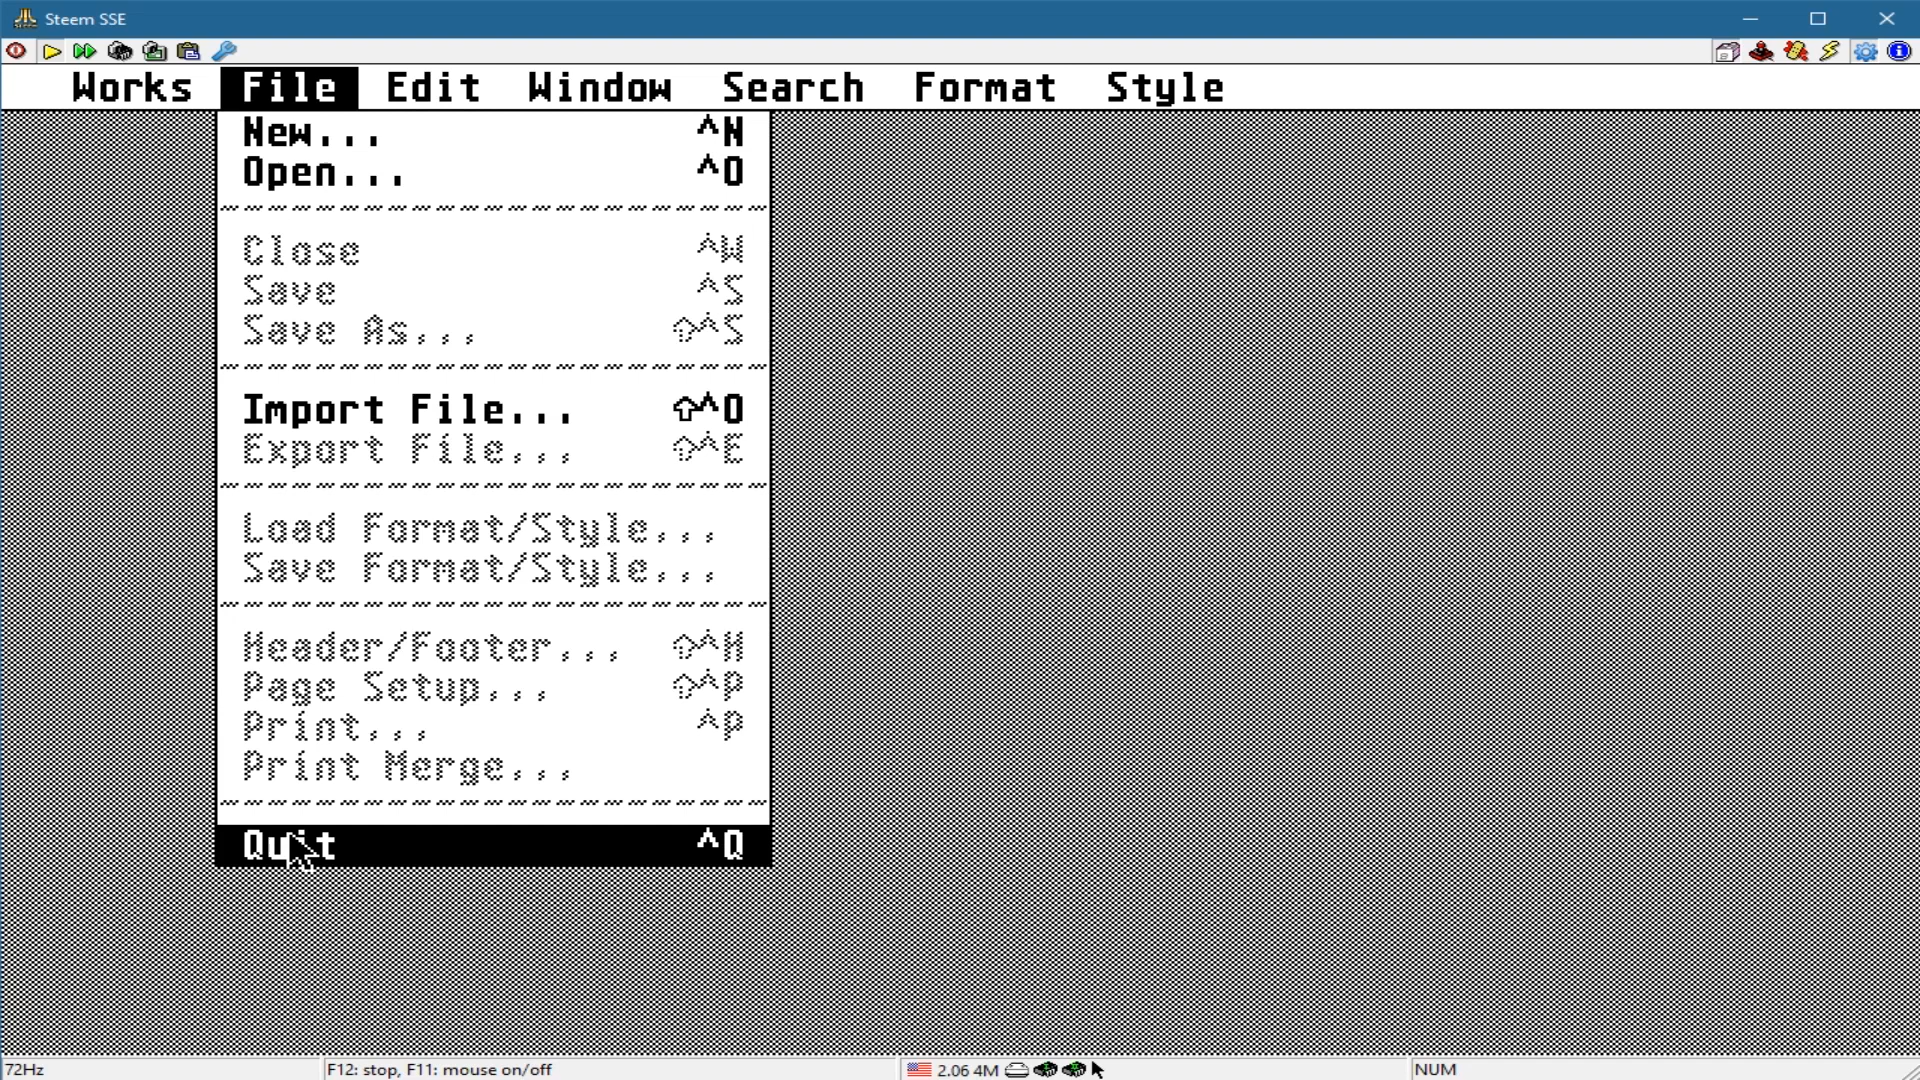 Steem SSE
Works File Edit Window Search Format Style
New... ^N
Open... ^O
Close ^W
Save ^S
Save As... ⇧^S
Import File... ⇧^O
Export File... ⇧^E
Load Format/Style...
Save Format/Style...
Header/Footer... ⇧^H
Page Setup... ⇧^P
Print... ^P
Print Merge...
Quit ^Q
72Hz F12: stop, F11: mouse on/off 2.06 4M NUM